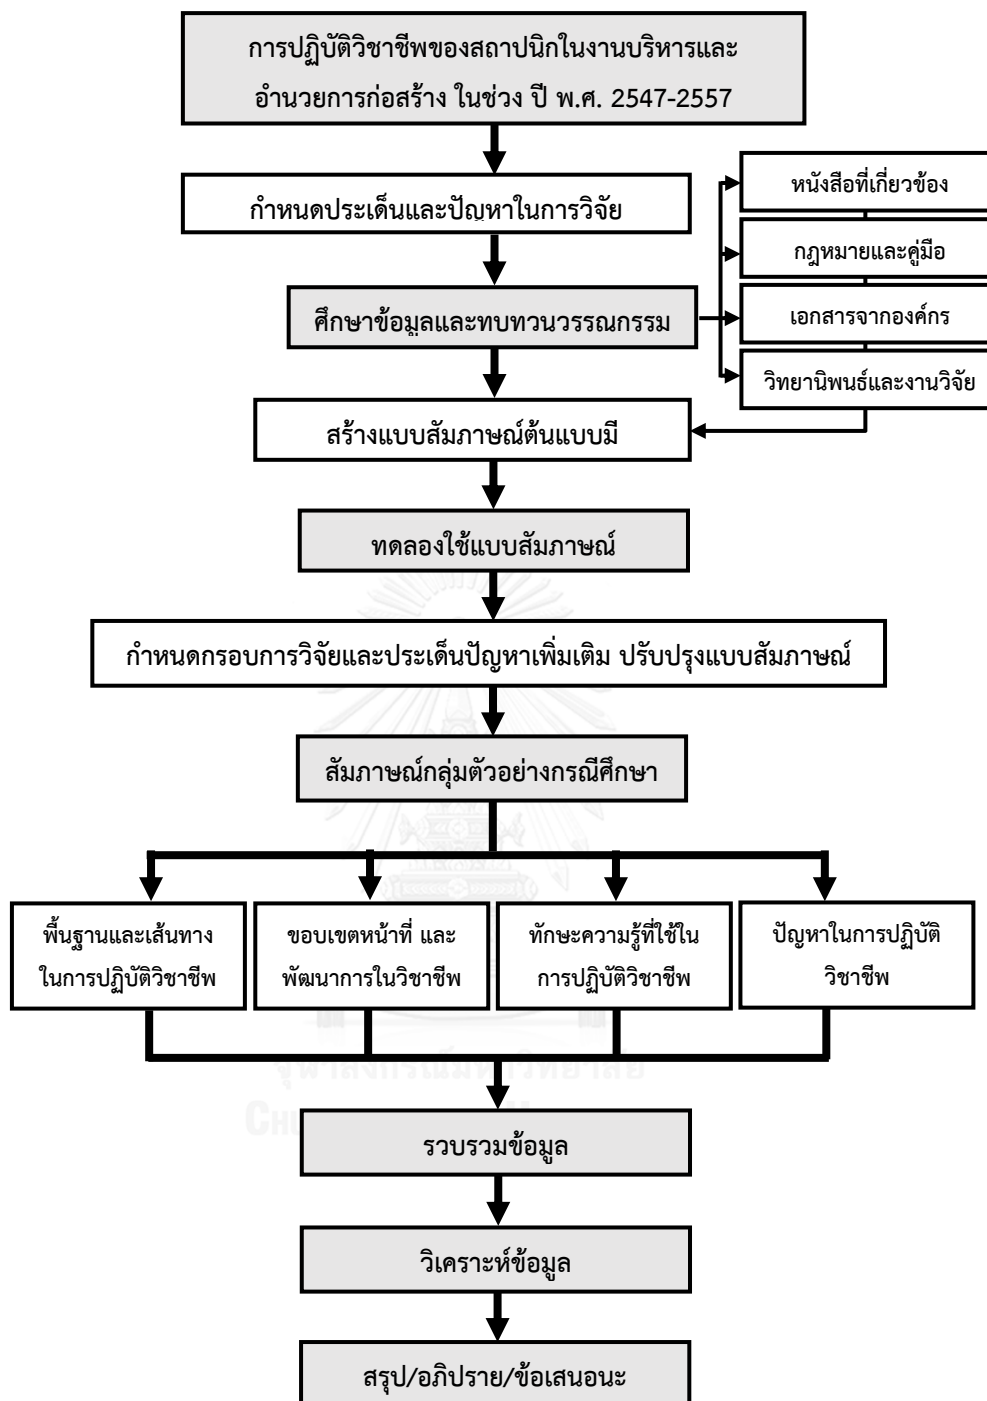 การปฏิบัติวิชาชีพของสถาปนิกในงานบริหารและ
อำนวยการก่อสร้าง ในช่วง ปี พ.ศ. 2547-2557
กำหนดประเด็นและปัญหาในการวิจัย
หนังสือที่เกี่ยวข้อง
กฎหมายและคู่มือ
ศึกษาข้อมูลและทบทวนวรรณกรรม
เอกสารจากองค์กร
วิทยานิพนธ์และงานวิจัย
สร้างแบบสัมภาษณ์ต้นแบบมี
ทดลองใช้แบบสัมภาษณ์
กำหนดกรอบการวิจัยและประเด็นปัญหาเพิ่มเติม ปรับปรุงแบบสัมภาษณ์
สัมภาษณ์กลุ่มตัวอย่างกรณีศึกษา
พื้นฐานและเส้นทาง
ในการปฏิบัติวิชาชีพ
ขอบเขตหน้าที่ และ
พัฒนาการในวิชาชีพ
ทักษะความรู้ที่ใช้ใน
การปฏิบัติวิชาชีพ
ปัญหาในการปฏิบัติ
วิชาชีพ
จุฬาลงกรณ์มหาวิทยาลัย
รวบรวมข้อมูล
วิเคราะห์ข้อมูล
สรุป/อภิปราย/ข้อเสนอนะ